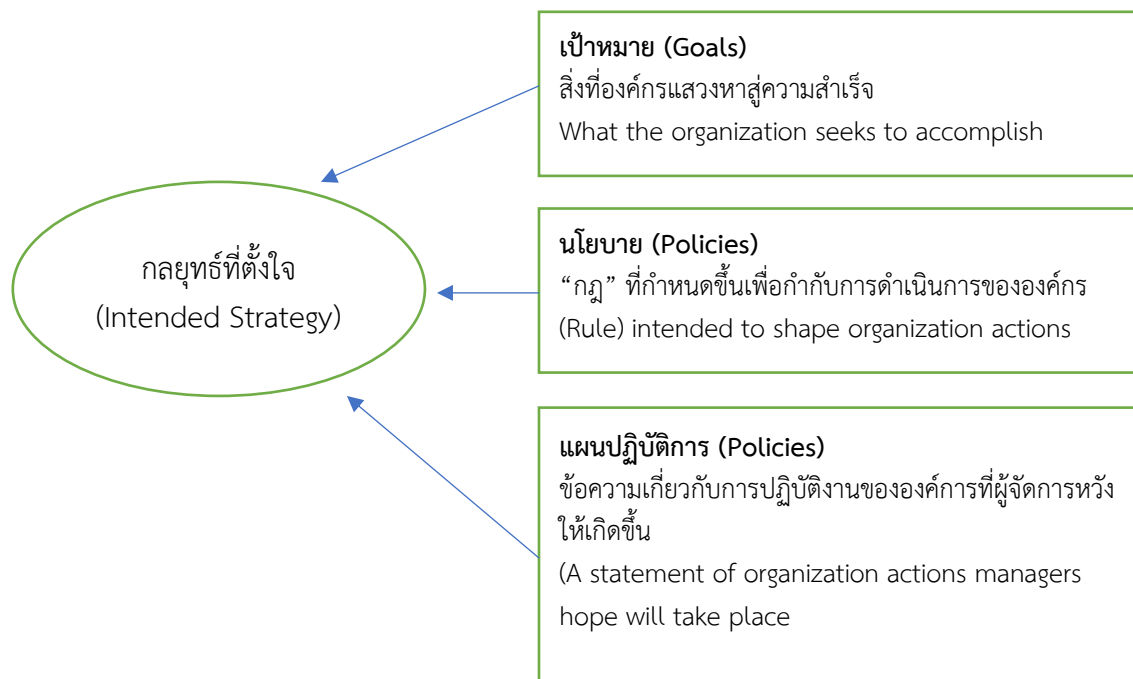 เป้าหมาย (Goals)
สิ่งที่องค์กรแสวงหาสู่ความสำเร็จ
What the organization seeks to accomplish
กลยุทธ์ที่ตั้งใจ
(Intended Strategy)
นโยบาย (Policies)
“กฎ” ที่กำหนดขึ้นเพื่อกำกับการดำเนินการขององค์กร
(Rule) intended to shape organization actions
แผนปฏิบัติการ (Policies)
ข้อความเกี่ยวกับการปฏิบัติงานขององค์การที่ผู้จัดการหวัง
ให้เกิดขึ้น
(A statement of organization actions managers
hope will take place